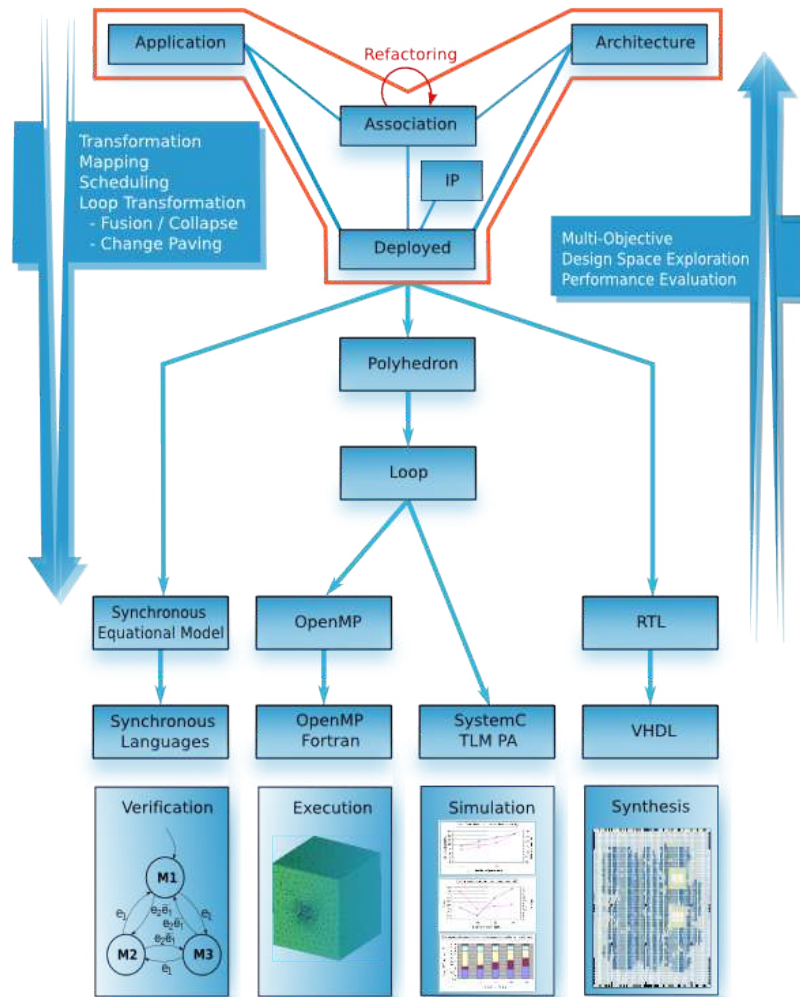 Application
Architecture
Refactoring
Association
Transformation
Mapping
Scheduling
Loop Transformation
- Fusion / Collapse
- Change Paving
IP
Deployed
Multi-Objective
Design Space Exploration
Performance Evaluation
Polyhedron
Loop
Synchronous
Equational Model
OpenMP
RTL
Synchronous
Languages
OpenMP
Fortran
SystemC
TLM PA
VHDL
Verification
Execution
Simulation
Synthesis
M1
M2
M3